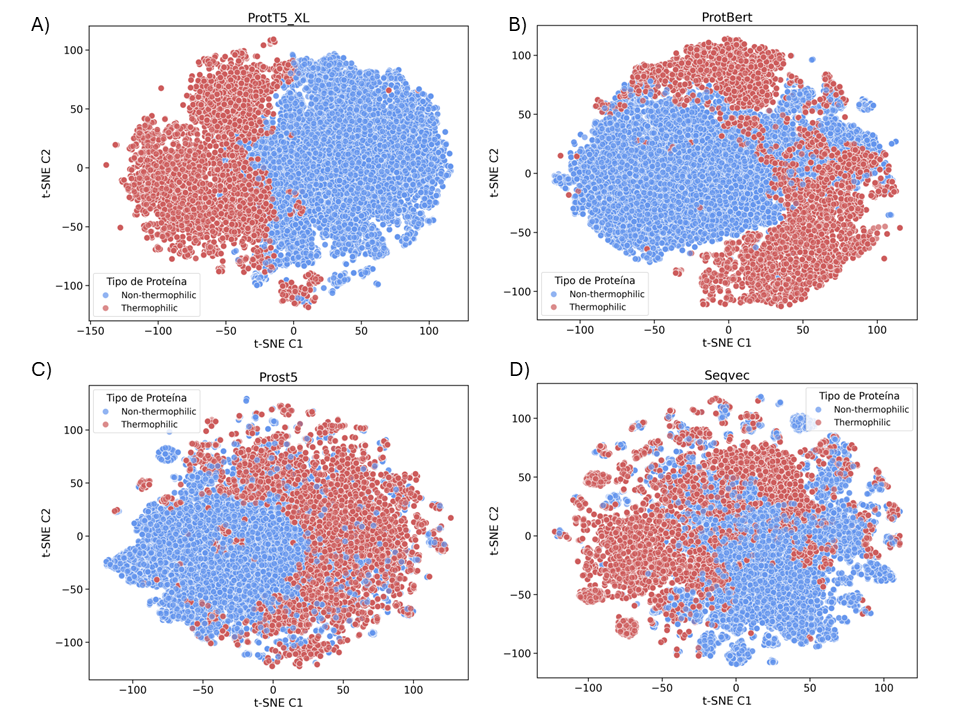 A)
ProtT5_XL
t-SNE C2
100
50
0
−50
−100
Tipo de Proteína
Non-thermophilic
Thermophilic
−150 −100 −50 0 50 100
t-SNE C1
B)
ProtBert
t-SNE C2
100
50
0
−50
−100
Tipo de Proteína
Non-thermophilic
Thermophilic
−100 −50 0 50 100
t-SNE C1
C)
Prost5
t-SNE C2
Tipo de Proteína
Non-thermophilic
Thermophilic
100
50
0
−50
−100
−100 −50 0 50 100
t-SNE C1
D)
Seqvec
t-SNE C2
Tipo de Proteína
Non-thermophilic
Thermophilic
100
50
0
−50
−100
−100 −50 0 50 100
t-SNE C1